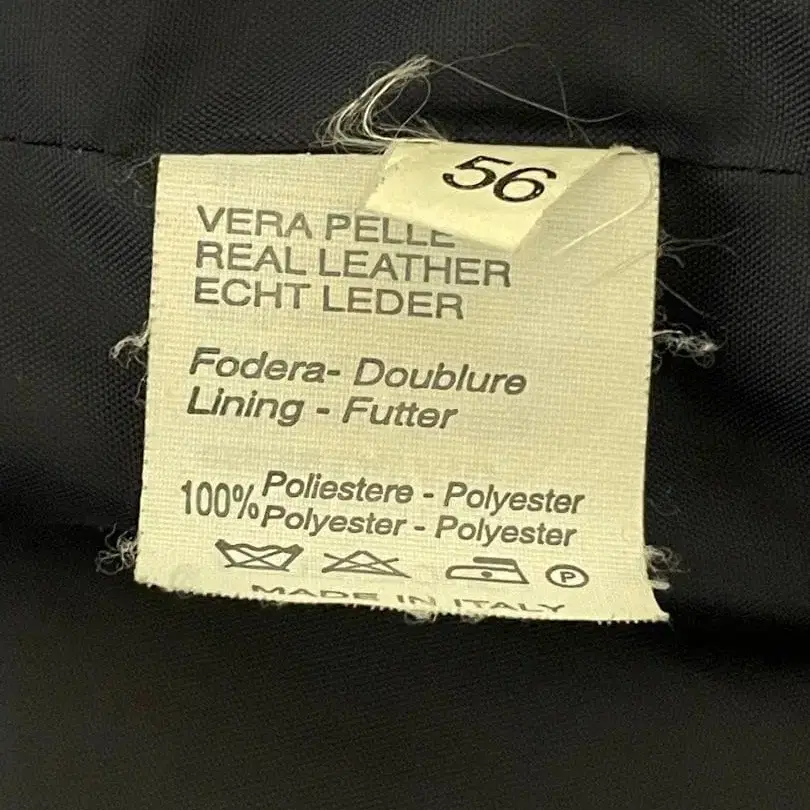 56
VERA PELLE
REAL LEATHER
ECHT LEDER
Fodera- Doublure
Lining - Futter
100% Poliestere - Polyester
Polyester - Polyester
P
MADE IN ITALY